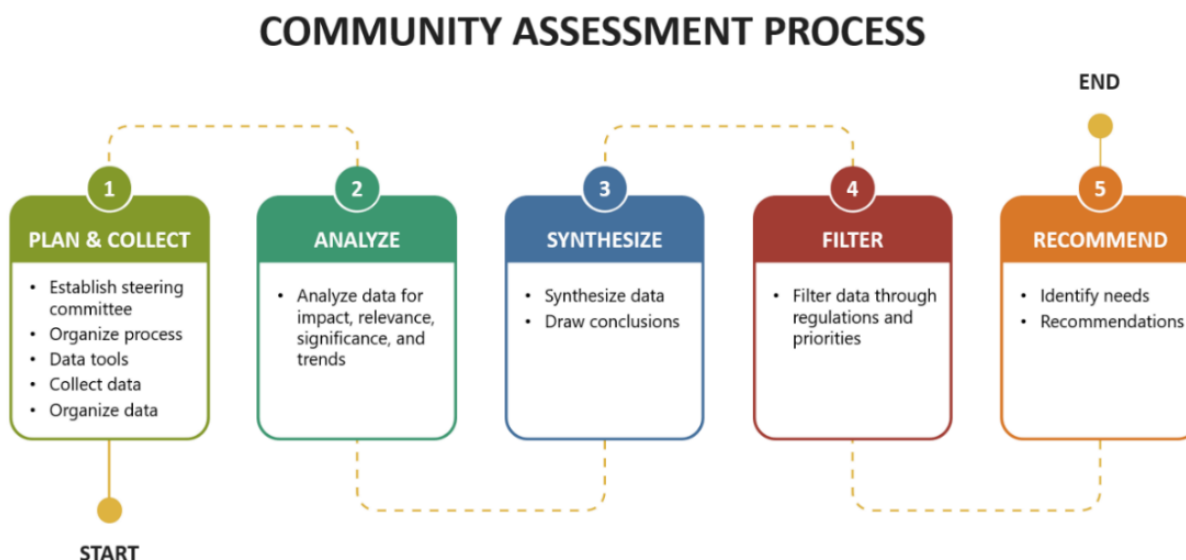 COMMUNITY ASSESSMENT PROCESS
END
1
PLAN & COLLECT
• Establish steering
committee
• Organize process
• Data tools
• Collect data
• Organize data
2
ANALYZE
• Analyze data for
impact, relevance,
significance, and
trends
3
SYNTHESIZE
• Synthesize data
• Draw conclusions
4
FILTER
• Filter data through
regulations and
priorities
5
RECOMMEND
• Identify needs
• Recommendations
START